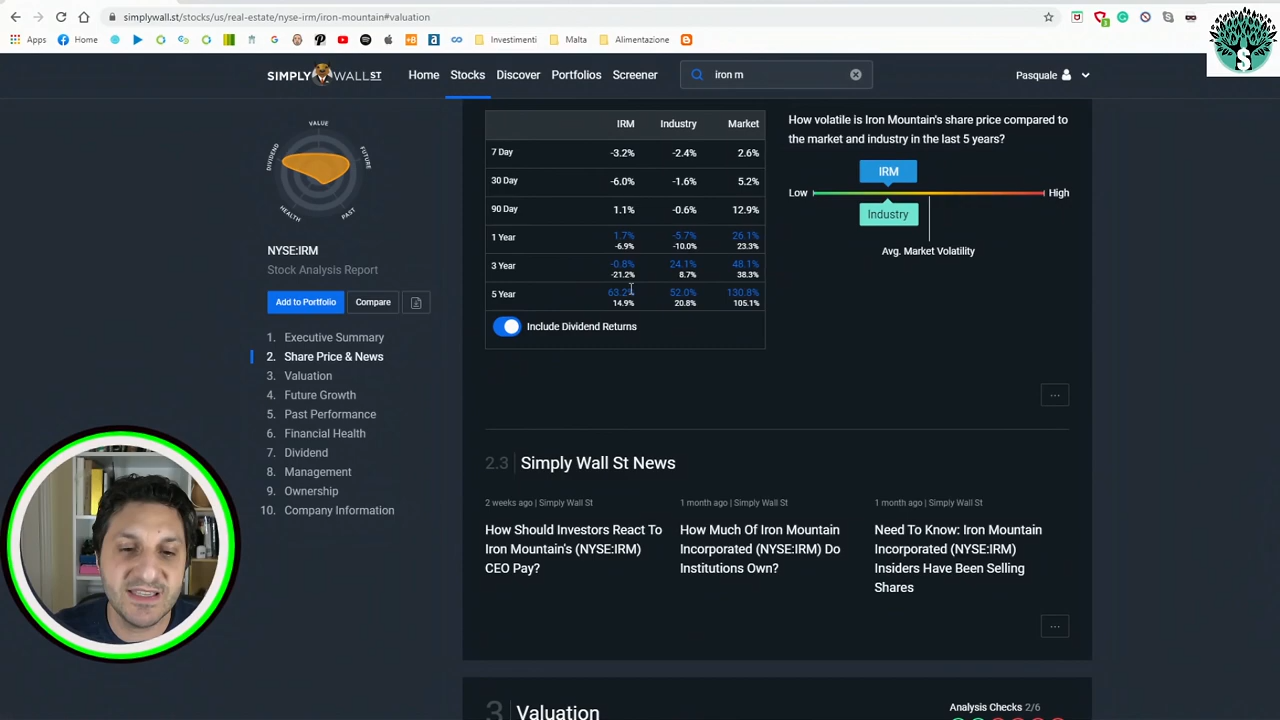 simplywall.st/stocks/us/real-estate/nyse-irm/iron-mountain#valuation
Apps
Home
Investimenti
Malta
Alimentazione
SIMPLY WALL ST
Home
Stocks
Discover
Portfolios
Screener
iron m
Pasquale
VALUE
FUTURE
PAST
HEALTH
DIVIDEND
NYSE:IRM
Stock Analysis Report
Add to Portfolio
Compare
1. Executive Summary
2. Share Price & News
3. Valuation
4. Future Growth
5. Past Performance
6. Financial Health
7. Dividend
8. Management
9. Ownership
10. Company Information
IRM Industry Market
7 Day -3.2% -2.4% 2.6%
30 Day -6.0% -1.6% 5.2%
90 Day 1.1% -0.6% 12.9%
1 Year 1.7% -5.7% 26.1%
-6.9% -10.0% 23.3%
3 Year -0.8% 24.1% 48.1%
-21.2% 8.7% 38.3%
5 Year 63.2% 52.0% 130.8%
14.9% 20.8% 105.1%
Include Dividend Returns
How volatile is Iron Mountain's share price compared to
the market and industry in the last 5 years?
IRM
Low
High
Industry
Avg. Market Volatility
2.3 Simply Wall St News
2 weeks ago | Simply Wall St
How Should Investors React To
Iron Mountain's (NYSE:IRM)
CEO Pay?
1 month ago | Simply Wall St
How Much Of Iron Mountain
Incorporated (NYSE:IRM) Do
Institutions Own?
1 month ago | Simply Wall St
Need To Know: Iron Mountain
Incorporated (NYSE:IRM)
Insiders Have Been Selling
Shares
3 Valuation
Analysis Checks 2/6